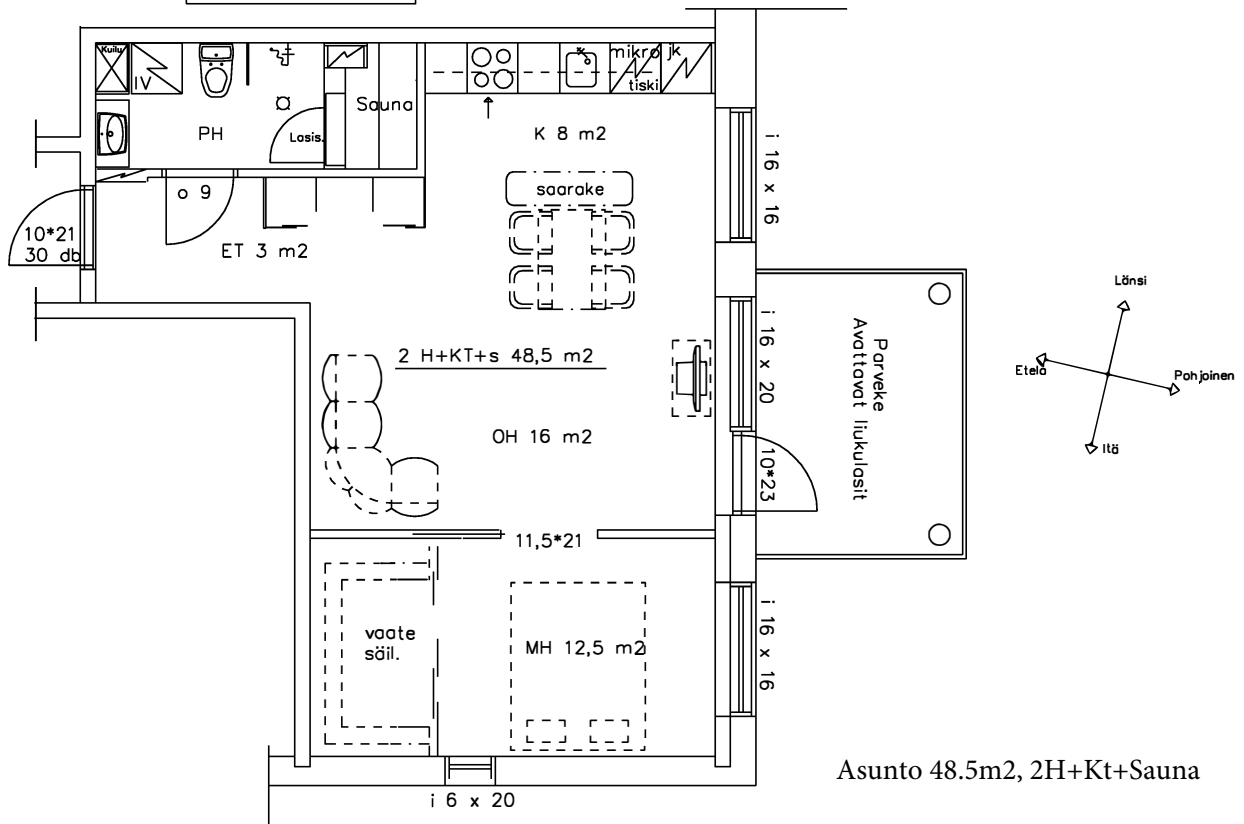 Kuilu
IV
mikro jk
tiski
Sauna
PH
Lasis.
K 8 m2
i 16 x 16
saarake
9
10*21
30 db
ET 3 m2
Länsi
Etelä
Pohjoinen
Itä
2 H+KT+s 48,5 m2
i 16 x 20
Parveke
Avattavat liukulasit
OH 16 m2
10*23
11,5*21
vaate
säil.
MH 12,5 m2
i 16 x 16
i 6 x 20
Asunto 48.5m2, 2H+Kt+Sauna